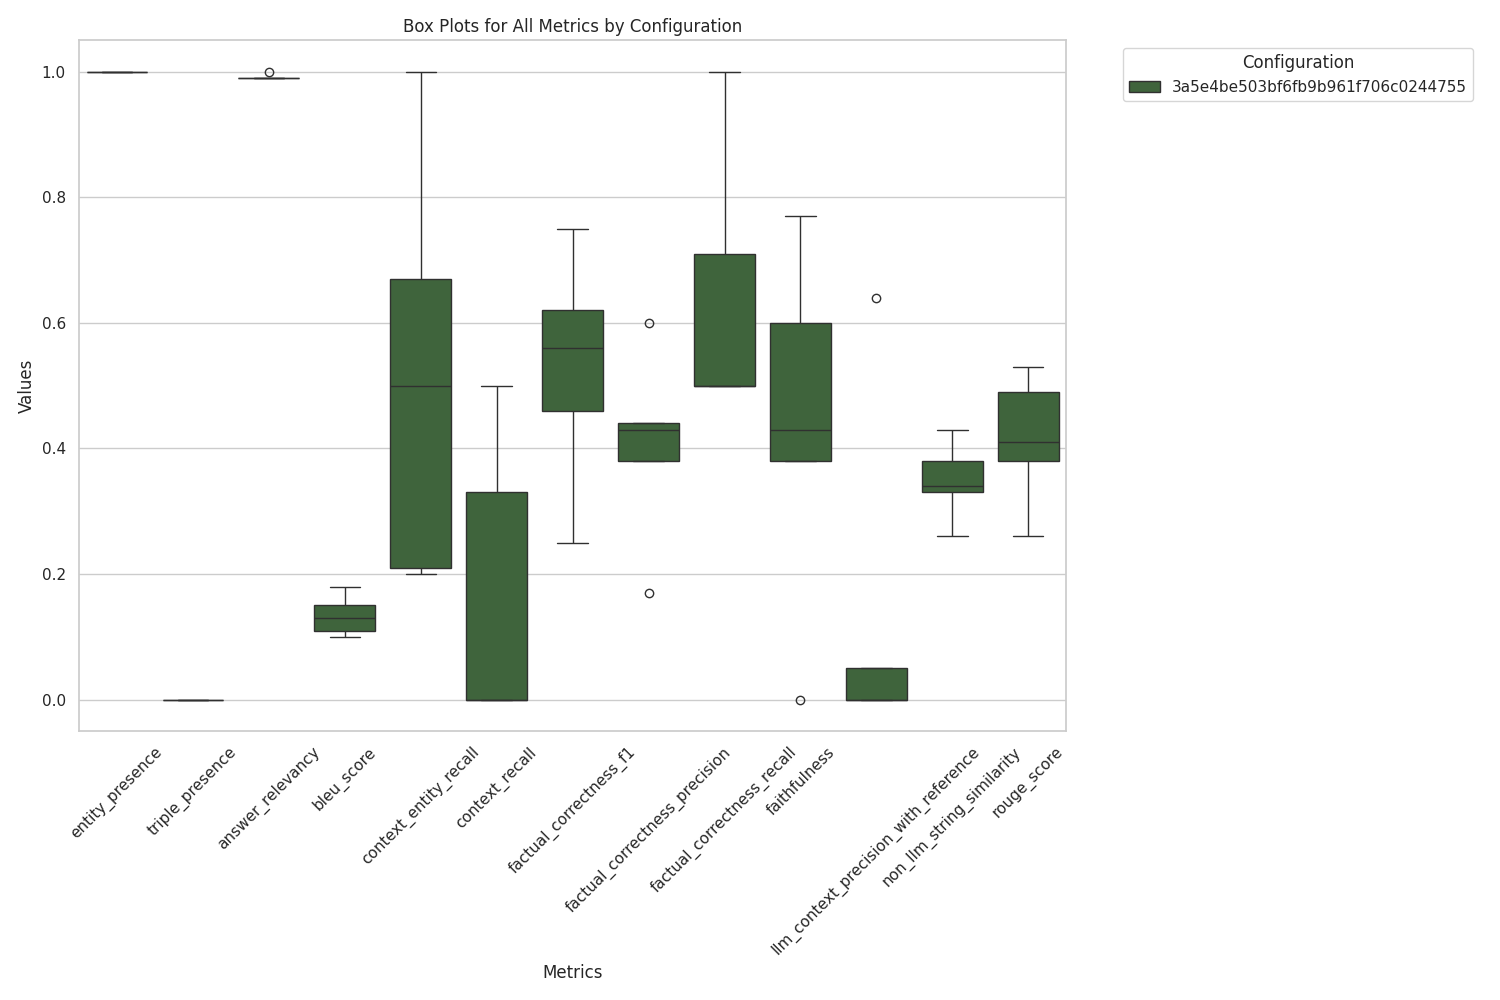 Box Plots for All Metrics by Configuration
Configuration
3a5e4be503bf6fb9b961f706c0244755
Values
1.0
0.8
0.6
0.4
0.2
0.0
entity_presence
triple_presence
answer_relevancy
bleu_score
context_entity_recall
context_recall
factual_correctness_f1
factual_correctness_precision
factual_correctness_recall
faithfulness
llm_context_precision_with_reference
non_llm_string_similarity
rouge_score
Metrics